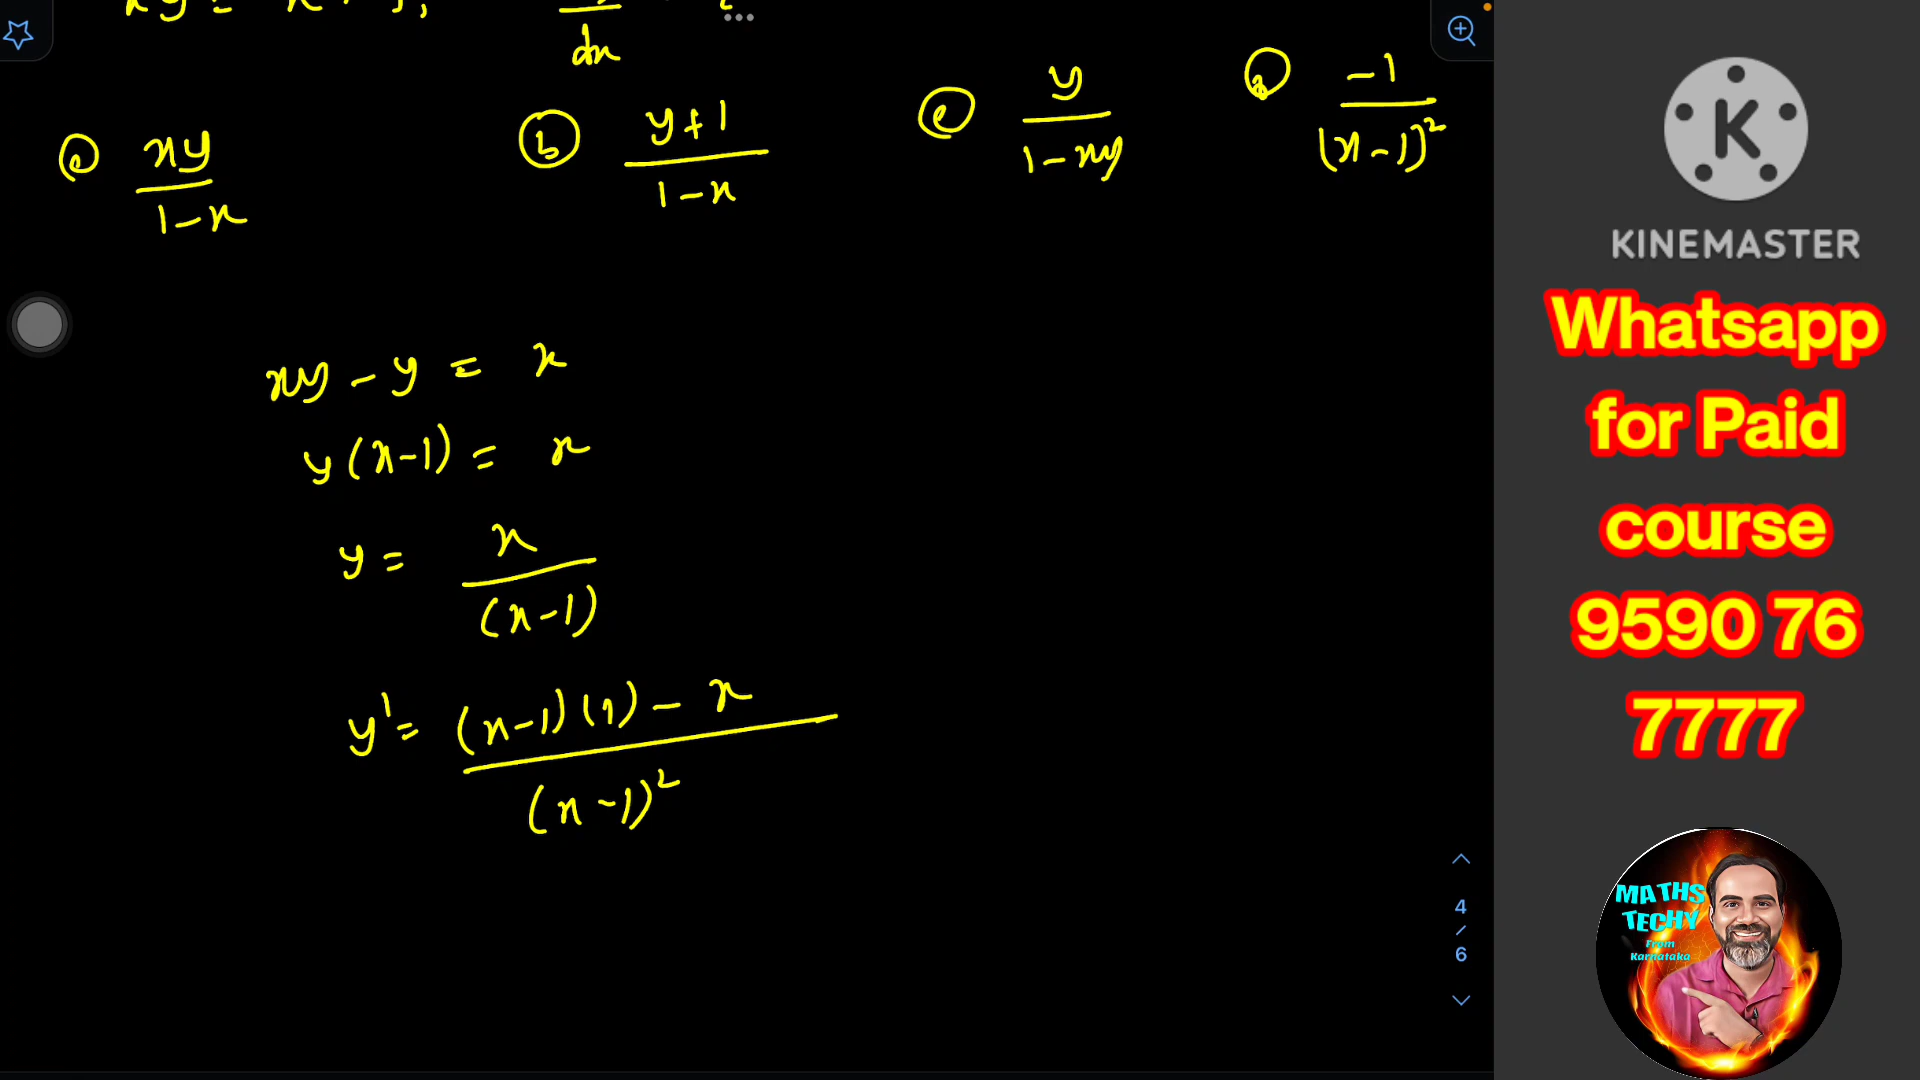 dx
ⓐ xy / 1-x ⓑ y+1 / 1-x ⓒ y / 1-xy -1 / (x-1)²
xy - y = x
y(x-1) = x
y = x / (x-1)
y' = (x-1)(1) - x / (x-1)²
4
/
6
K
KINEMASTER
Whatsapp
for Paid
course
9590 76
7777
MATHS
TECHY
From
Karnataka